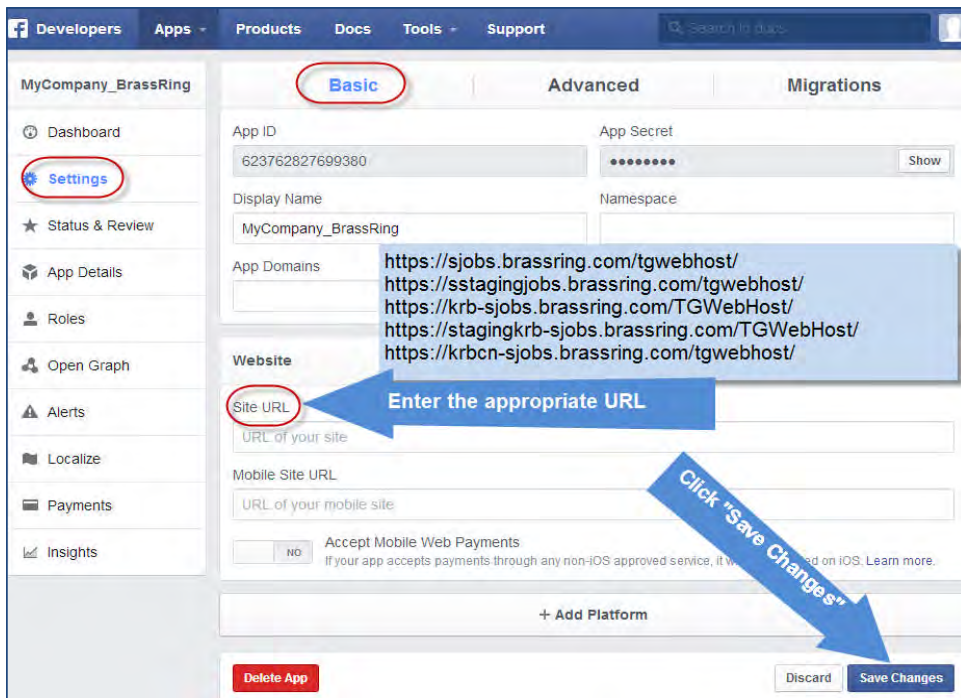 Developers Apps Products Docs Tools Support Search in docs
MyCompany_BrassRing
Dashboard
Settings
Status & Review
App Details
Roles
Open Graph
Alerts
Localize
Payments
Insights
Basic Advanced Migrations
App ID App Secret
623762827699380 •••••••• Show
Display Name Namespace
MyCompany_BrassRing
App Domains
https://sjobs.brassring.com/tgwebhost/
https://sstagingjobs.brassring.com/tgwebhost/
https://krb-sjobs.brassring.com/TGWebHost/
https://stagingkrb-sjobs.brassring.com/TGWebHost/
https://krbcn-sjobs.brassring.com/tgwebhost/
Website
Site URL
Enter the appropriate URL
URL of your site
Mobile Site URL
URL of your mobile site
Click "Save Changes"
NO Accept Mobile Web Payments
If your app accepts payments through any non-iOS approved service, it on iOS. Learn more.
+ Add Platform
Delete App Discard Save Changes